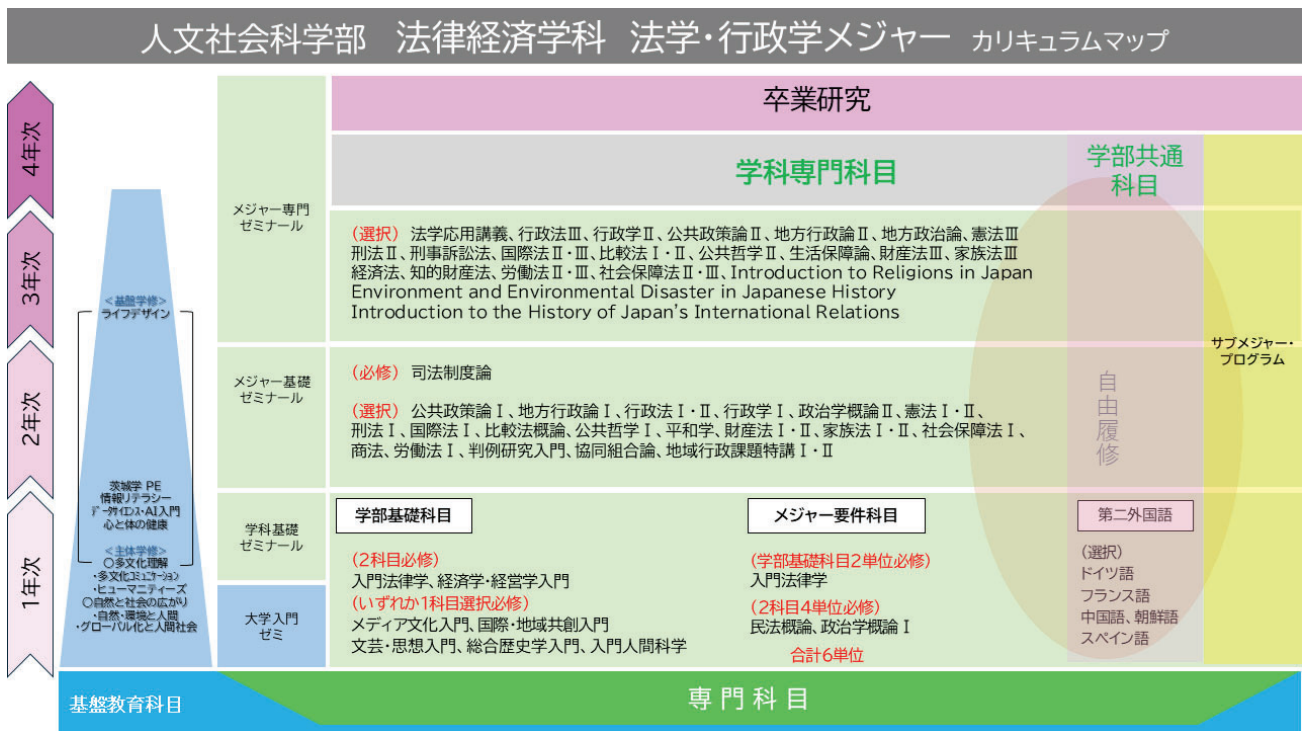 人文社会科学部 法律経済学科 法学・行政学メジャー カリキュラムマップ
4年次
3年次
2年次
1年次
<基盤学修>
ライフデザイン
茨城学 PE
情報リテラシー
データサイエンス・AI入門
心と体の健康
<主体学修>
○多文化理解
・多文化コミュニケーション
・ヒューマニティーズ
○自然と社会の広がり
・自然・環境と人間
・グローバル化と人間社会
メジャー専門
ゼミナール
メジャー基礎
ゼミナール
学科基礎
ゼミナール
大学入門
ゼミ
卒業研究
学科専門科目
学部共通
科目
(選択) 法学応用講義、行政法Ⅲ、行政学Ⅱ、公共政策論Ⅱ、地方行政論Ⅱ、地方政治論、憲法Ⅲ
刑法Ⅱ、刑事訴訟法、国際法Ⅱ・Ⅲ、比較法Ⅰ・Ⅱ、公共哲学Ⅱ、生活保障論、財産法Ⅲ、家族法Ⅲ
経済法、知的財産法、労働法Ⅱ・Ⅲ、社会保障法Ⅱ・Ⅲ、Introduction to Religions in Japan
Environment and Environmental Disaster in Japanese History
Introduction to the History of Japan's International Relations
サブメジャー・
プログラム
(必修) 司法制度論
(選択) 公共政策論Ⅰ、地方行政論Ⅰ、行政法Ⅰ・Ⅱ、行政学Ⅰ、政治学概論Ⅱ、憲法Ⅰ・Ⅱ、
刑法Ⅰ、国際法Ⅰ、比較法概論、公共哲学Ⅰ、平和学、財産法Ⅰ・Ⅱ、家族法Ⅰ・Ⅱ、社会保障法Ⅰ、
商法、労働法Ⅰ、判例研究入門、協同組合論、地域行政課題特講Ⅰ・Ⅱ
自由履修
学部基礎科目
(2科目必修)
入門法律学、経済学・経営学入門
(いずれか1科目選択必修)
メディア文化入門、国際・地域共創入門
文芸・思想入門、総合歴史学入門、入門人間科学
メジャー要件科目
(学部基礎科目2単位必修)
入門法律学
(2科目4単位必修)
民法概論、政治学概論Ⅰ
合計6単位
第二外国語
(選択)
ドイツ語
フランス語
中国語、朝鮮語
スペイン語
基盤教育科目
専門科目